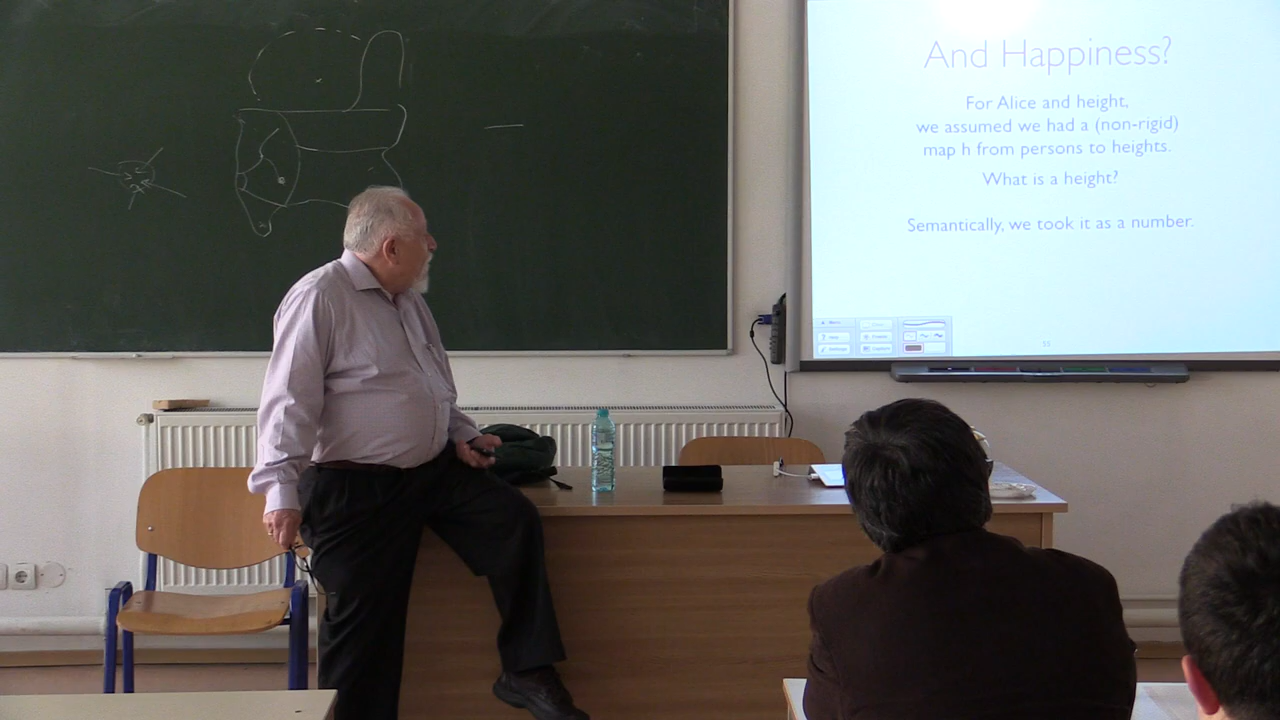 And Happiness?
For Alice and height,
we assumed we had a (non-rigid)
map h from persons to heights.
What is a height?
Semantically, we took it as a number.